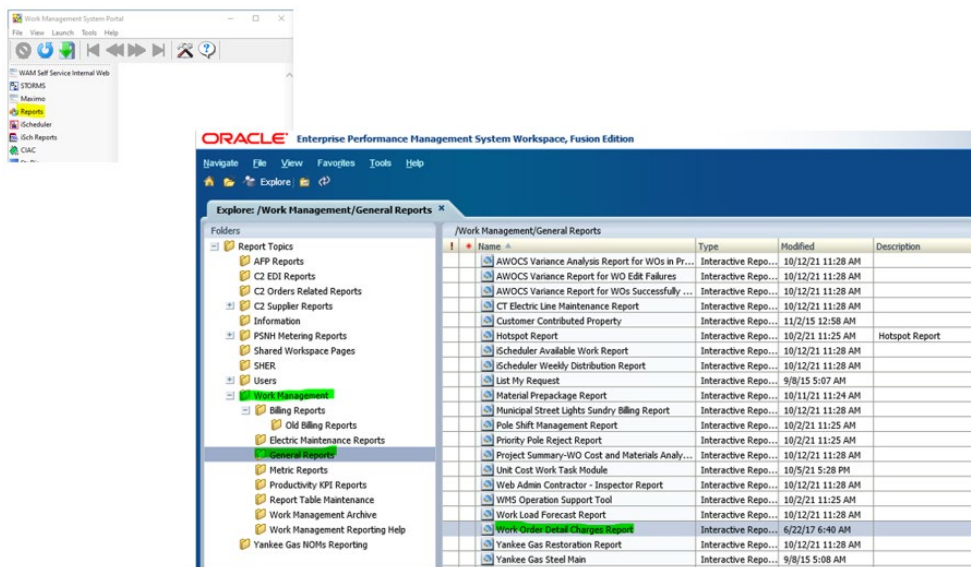 Work Management System Portal
File View Launch Tools Help
WAM Self Service Internal Web
STORMS
Maximo
Reports
iScheduler
iSch Reports
CIAC
ORACLE Enterprise Performance Management System Workspace, Fusion Edition
Navigate File View Favorites Tools Help
Explore
Explore: /Work Management/General Reports
Folders
Report Topics
AFP Reports
C2 EDI Reports
C2 Orders Related Reports
C2 Supplier Reports
Information
PSNH Metering Reports
Shared Workspace Pages
SHER
Users
Work Management
Billing Reports
Old Billing Reports
Electric Maintenance Reports
General Reports
Metric Reports
Productivity KPI Reports
Report Table Maintenance
Work Management Archive
Work Management Reporting Help
Yankee Gas NOMs Reporting
/Work Management/General Reports
Name Type Modified Description
AWOCS Variance Analysis Report for WOs in Pr... Interactive Repo... 10/12/21 11:28 AM
AWOCS Variance Report for WO Edit Failures Interactive Repo... 10/12/21 11:28 AM
AWOCS Variance Report for WOs Successfully ... Interactive Repo... 10/12/21 11:28 AM
CT Electric Line Maintenance Report Interactive Repo... 10/12/21 11:28 AM
Customer Contributed Property Interactive Repo... 11/2/15 12:58 AM
Hotspot Report Interactive Repo... 10/2/21 11:25 AM Hotspot Report
iScheduler Available Work Report Interactive Repo... 10/12/21 11:28 AM
iScheduler Weekly Distribution Report Interactive Repo... 10/12/21 11:28 AM
List My Request Interactive Repo... 9/8/15 5:07 AM
Material Prepackage Report Interactive Repo... 10/11/21 11:24 AM
Municipal Street Lights Sundry Billing Report Interactive Repo... 10/12/21 11:28 AM
Pole Shift Management Report Interactive Repo... 10/2/21 11:25 AM
Priority Pole Reject Report Interactive Repo... 10/2/21 11:25 AM
Project Summary-WO Cost and Materials Analy... Interactive Repo... 10/12/21 11:28 AM
Unit Cost Work Task Module Interactive Repo... 10/5/21 5:28 PM
Web Admin Contractor - Inspector Report Interactive Repo... 10/12/21 11:28 AM
WMS Operation Support Tool Interactive Repo... 10/2/21 11:25 AM
Work Load Forecast Report Interactive Repo... 10/12/21 11:28 AM
Work Order Detail Charges Report Interactive Repo... 6/22/17 6:40 AM
Yankee Gas Restoration Report Interactive Repo... 10/12/21 11:28 AM
Yankee Gas Steel Main Interactive Repo... 9/8/15 5:08 AM